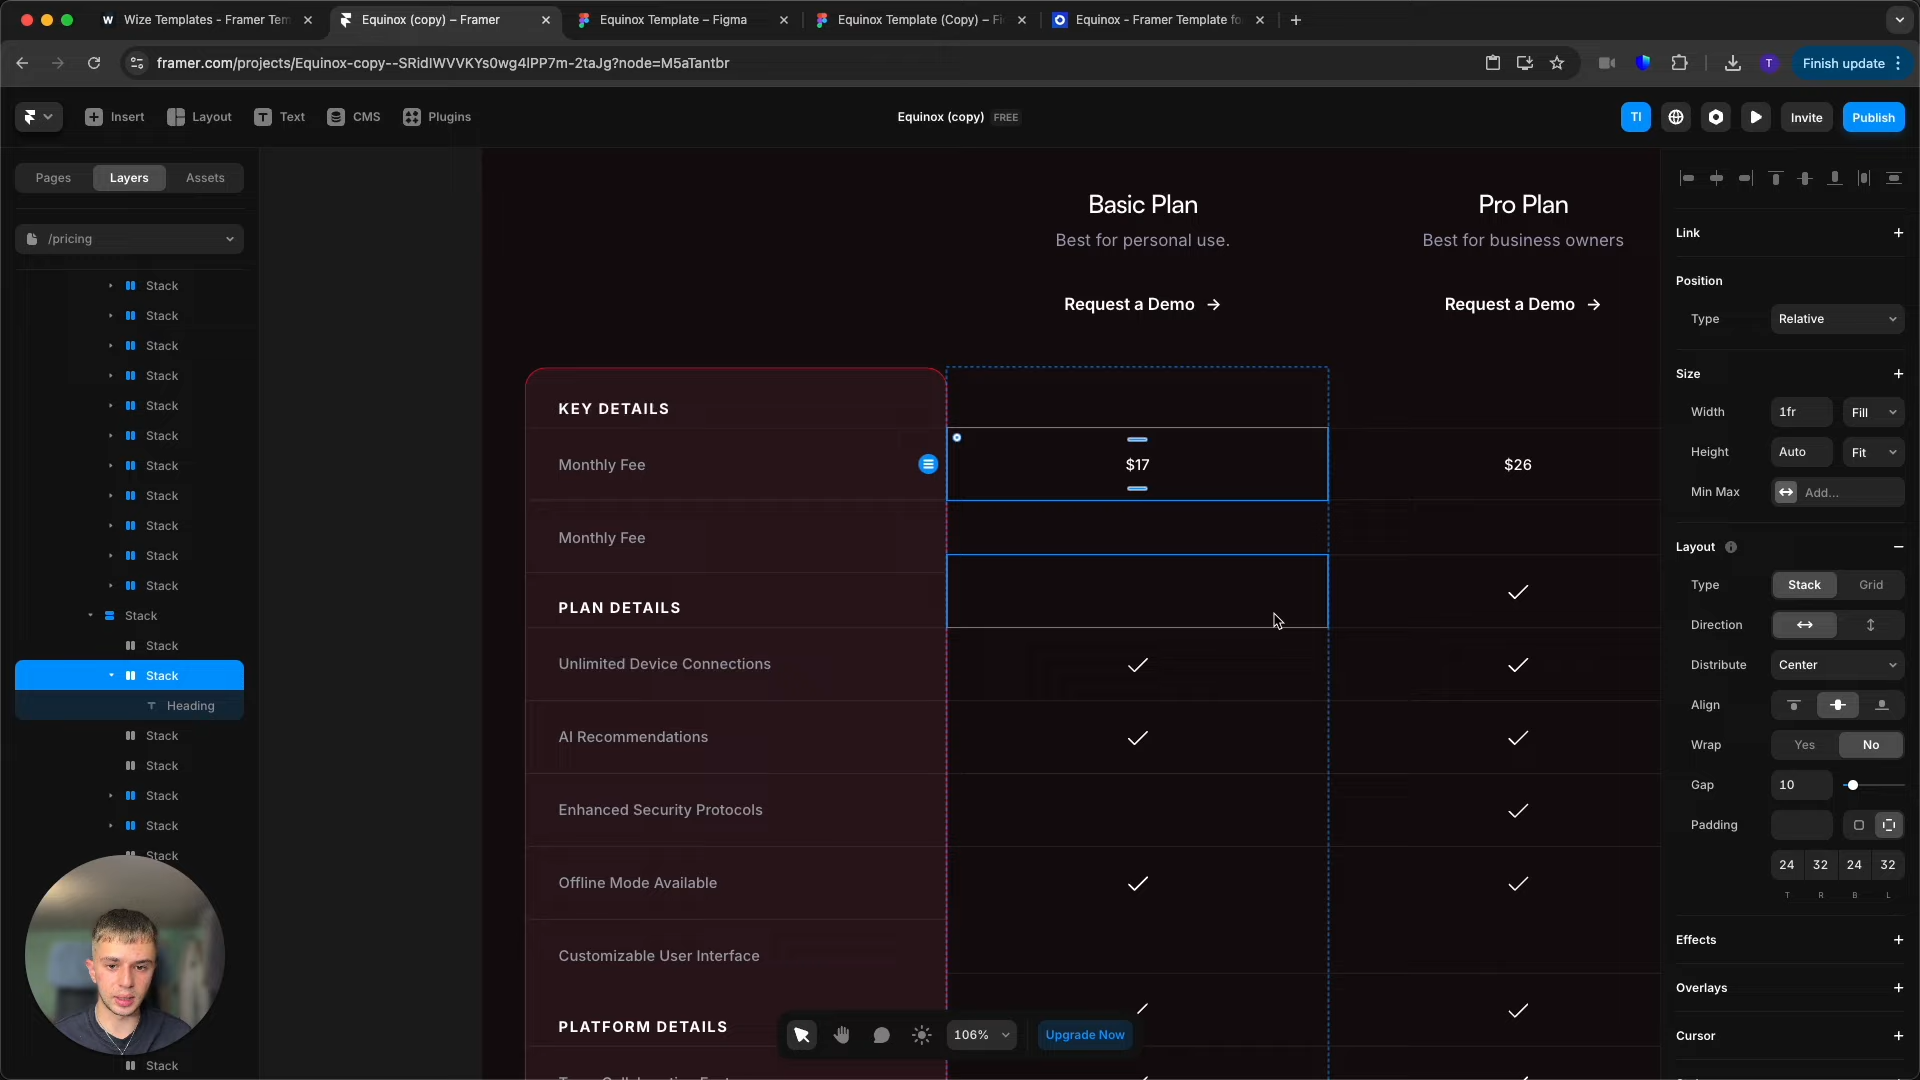 Wize Templates - Framer Tem
Equinox (copy) – Framer
Equinox Template – Figma
Equinox Template (Copy) – Fi
Equinox - Framer Template fo
framer.com/projects/Equinox-copy--SRidIWVVKYs0wg4lPP7m-2taJg?node=M5aTantbr
T
Finish update
Insert
Layout
Text
CMS
Plugins
Equinox (copy) FREE
TI
Invite
Publish
Pages
Layers
Assets
/pricing
Stack
Stack
Stack
Stack
Stack
Stack
Stack
Stack
Stack
Stack
Stack
Stack
Stack
Stack
Heading
Stack
Stack
Stack
Stack
Stack
Stack
Basic Plan
Best for personal use.
Request a Demo
Pro Plan
Best for business owners
Request a Demo
KEY DETAILS
Monthly Fee
$17
$26
Monthly Fee
PLAN DETAILS
Unlimited Device Connections
AI Recommendations
Enhanced Security Protocols
Offline Mode Available
Customizable User Interface
PLATFORM DETAILS
106%
Upgrade Now
Link
Position
Type
Relative
Size
Width
1fr
Fill
Height
Auto
Fit
Min Max
Add...
Layout
Type
Stack
Grid
Direction
Distribute
Center
Align
Wrap
Yes
No
Gap
10
Padding
24 32 24 32
T R B L
Effects
Overlays
Cursor